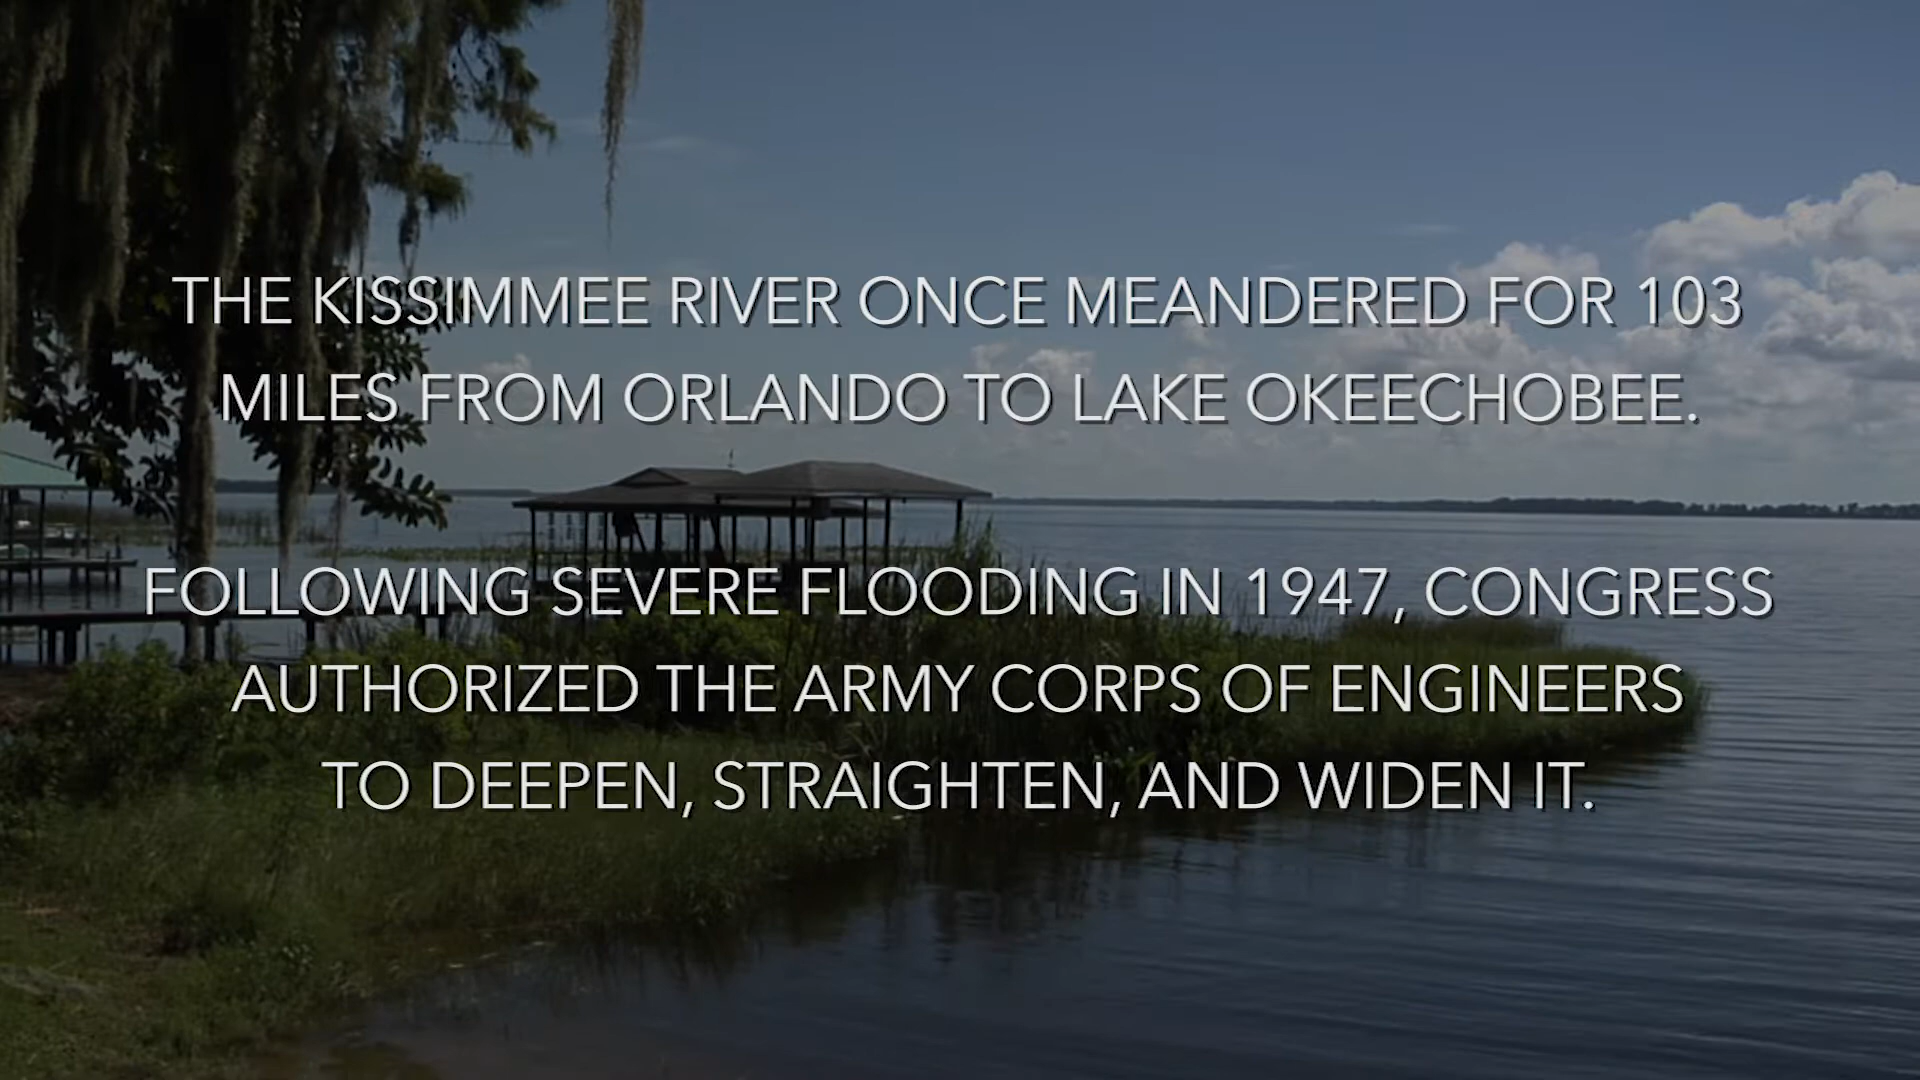 THE KISSIMMEE RIVER ONCE MEANDERED FOR 103
MILES FROM ORLANDO TO LAKE OKEECHOBEE.
FOLLOWING SEVERE FLOODING IN 1947, CONGRESS
AUTHORIZED THE ARMY CORPS OF ENGINEERS
TO DEEPEN, STRAIGHTEN, AND WIDEN IT.